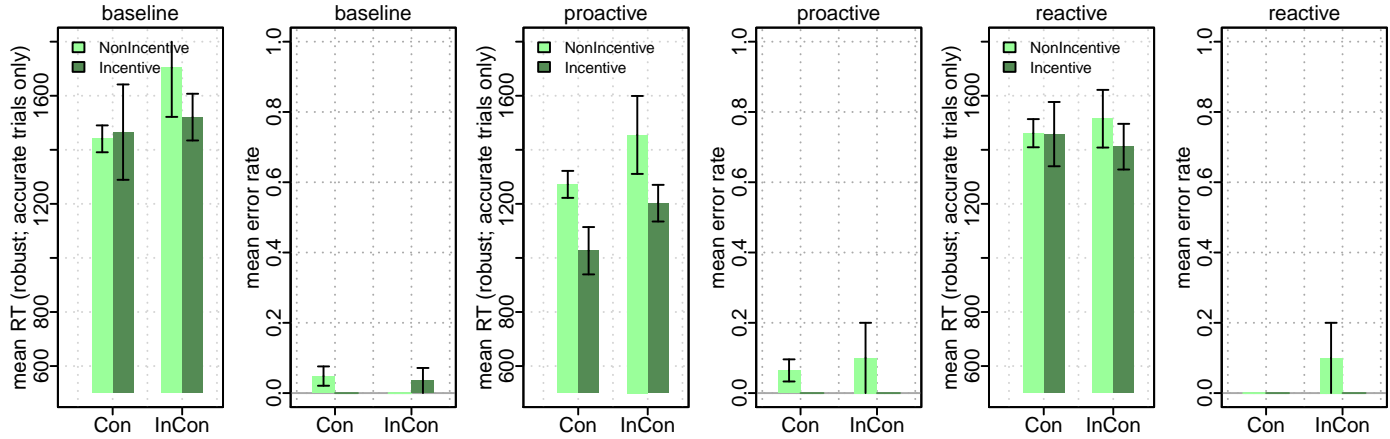 baseline
mean RT (robust; accurate trials only)
600
800
1200
1600
NonIncentive
Incentive
Con
InCon
baseline
mean error rate
0.0
0.2
0.4
0.6
0.8
1.0
Con
InCon
proactive
mean RT (robust; accurate trials only)
600
800
1200
1600
NonIncentive
Incentive
Con
InCon
proactive
mean error rate
0.0
0.2
0.4
0.6
0.8
1.0
Con
InCon
reactive
mean RT (robust; accurate trials only)
600
800
1200
1600
NonIncentive
Incentive
Con
InCon
reactive
mean error rate
0.0
0.2
0.4
0.6
0.8
1.0
Con
InCon